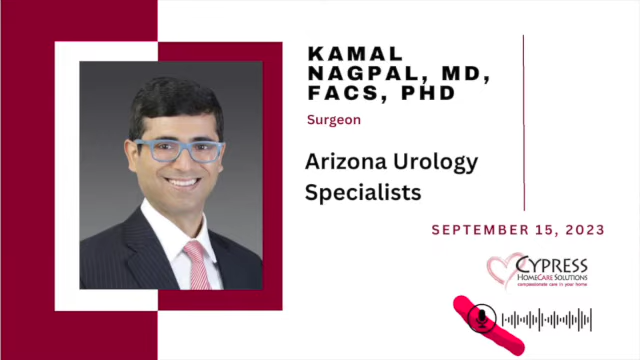 KAMAL
NAGPAL, MD,
FACS, PHD
Surgeon
Arizona Urology
Specialists
SEPTEMBER 15, 2023
CYPRESS
HOMECARE SOLUTIONS
compassionate care in your home